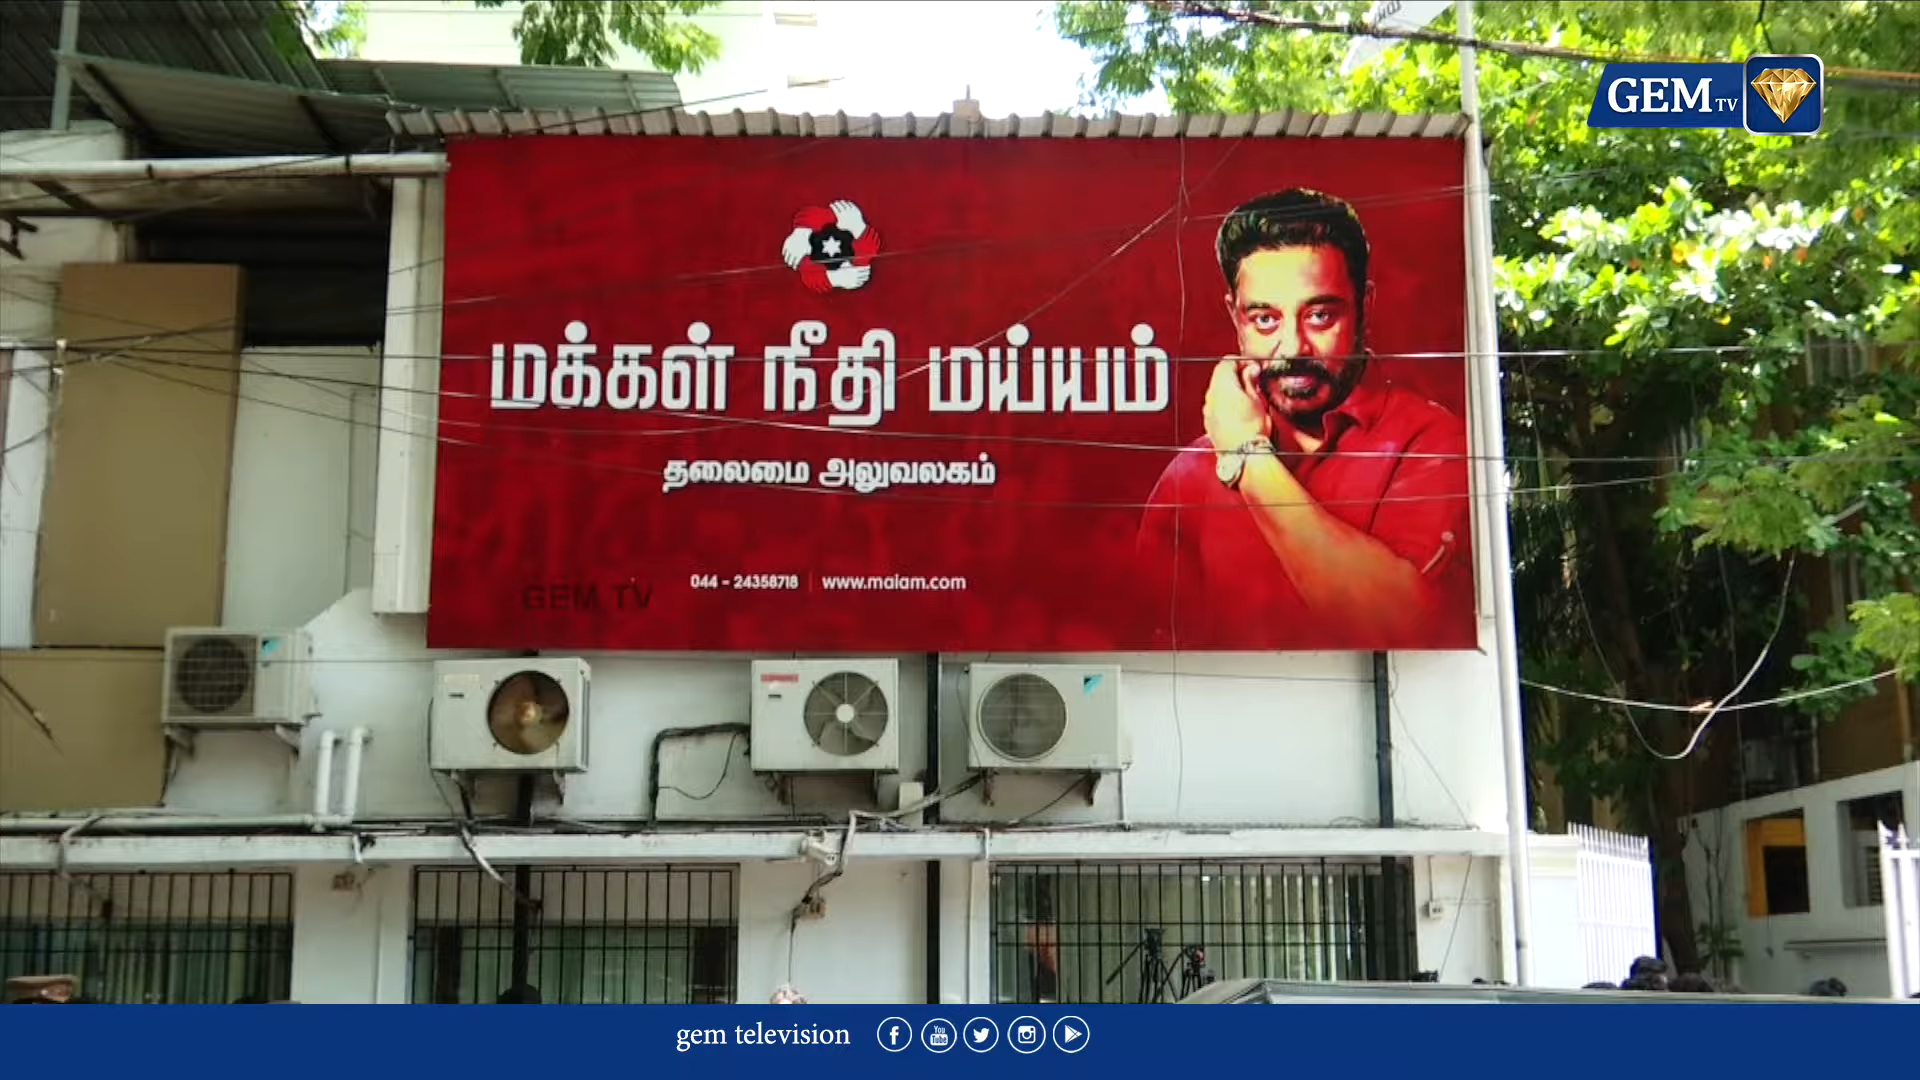 GEM TV
மக்கள் நீதி மய்யம்
தலைமை அலுவலகம்
044 - 24358718 | www.maiam.com
GEM TV
gem television